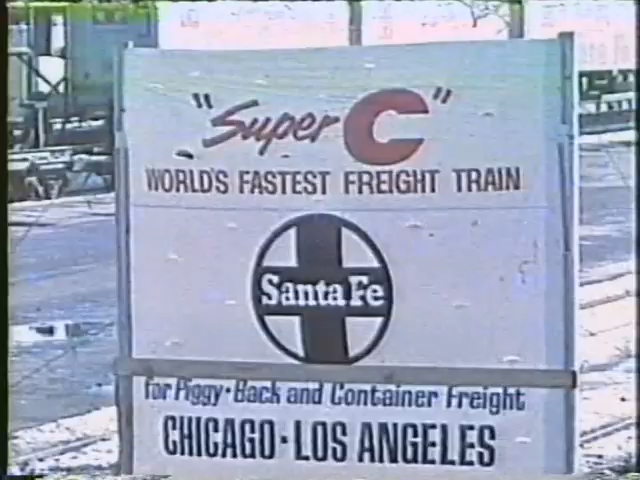 "Super C"
WORLD'S FASTEST FREIGHT TRAIN
Santa Fe
for Piggy-Back and Container Freight
CHICAGO-LOS ANGELES